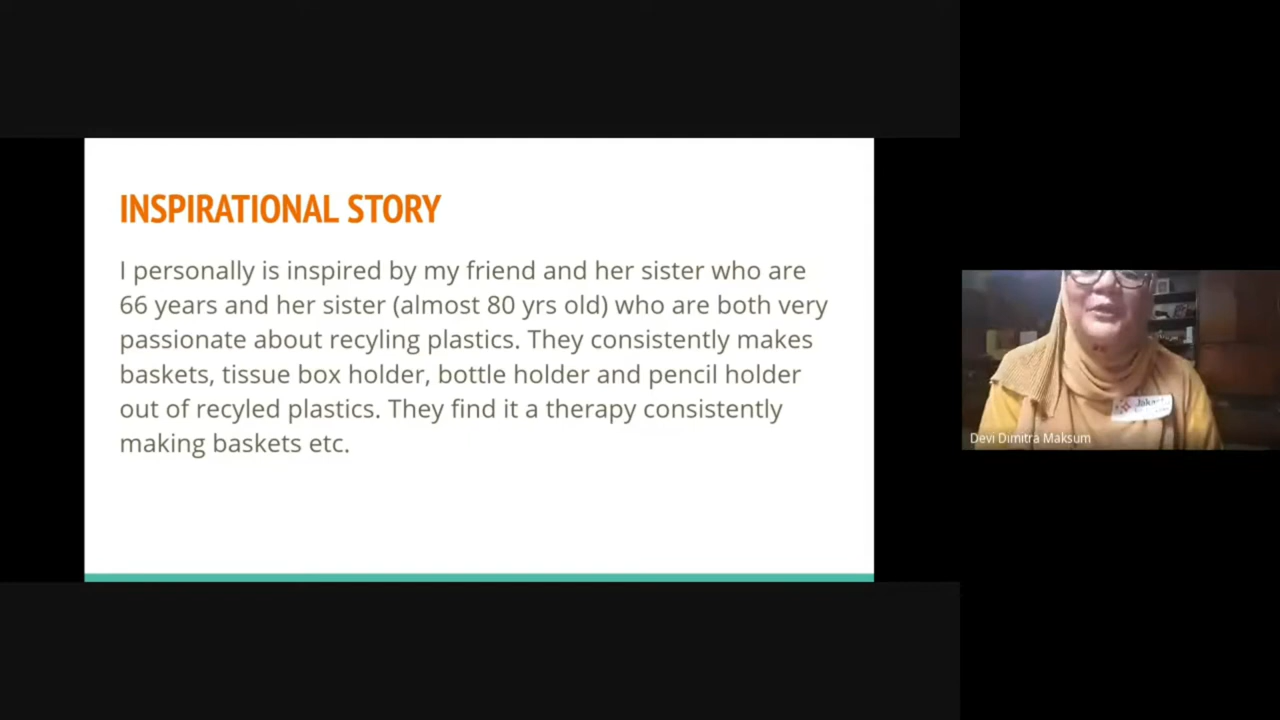 INSPIRATIONAL STORY
I personally is inspired by my friend and her sister who are
66 years and her sister (almost 80 yrs old) who are both very
passionate about recyling plastics. They consistently makes
baskets, tissue box holder, bottle holder and pencil holder
out of recyled plastics. They find it a therapy consistently
making baskets etc.
Devi Dimitra Maksum